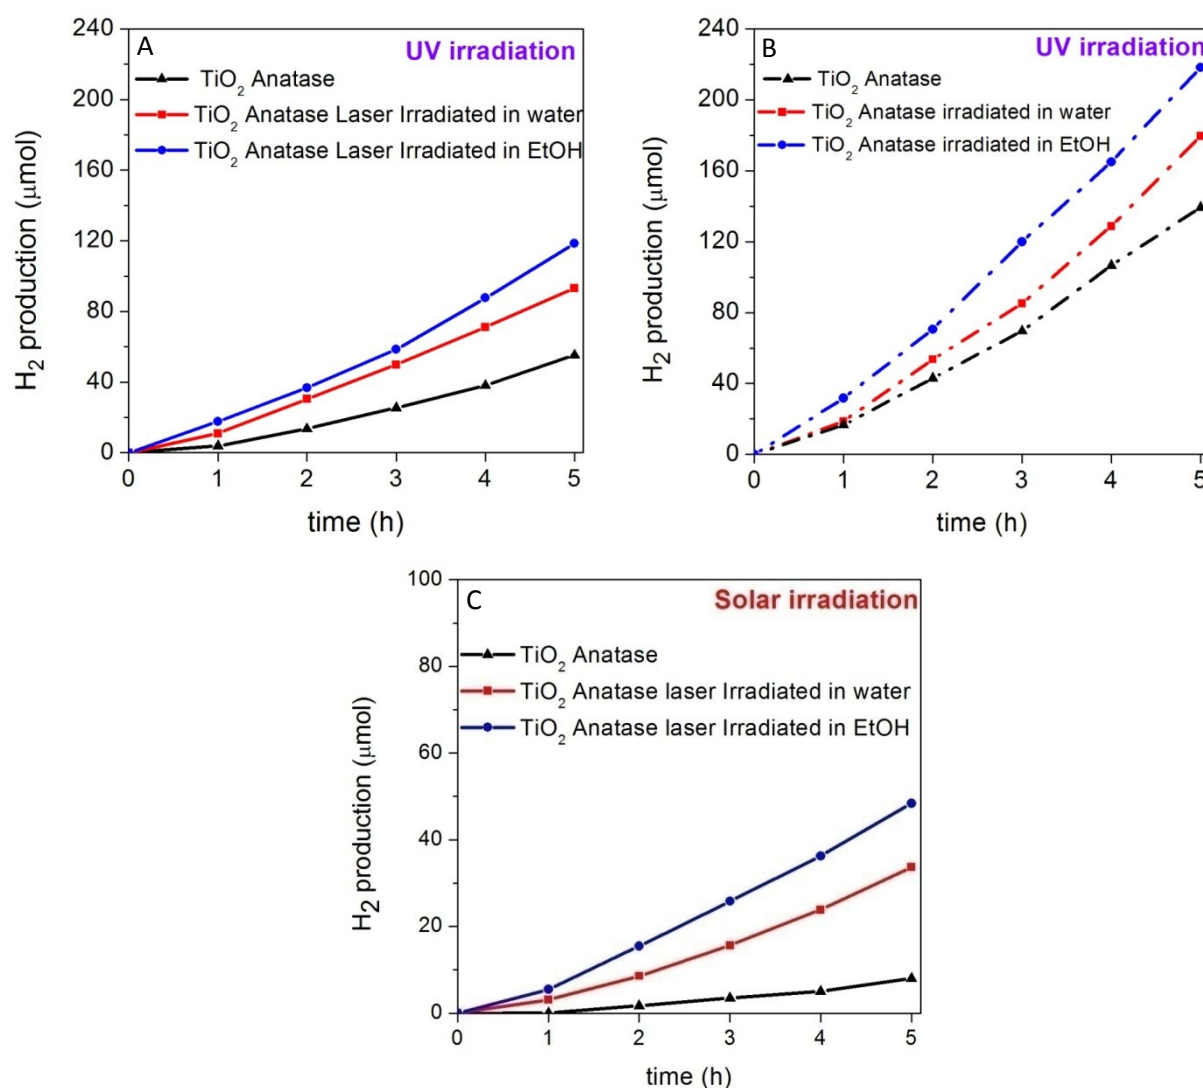 A
UV irradiation
TiO2 Anatase
TiO2 Anatase Laser Irradiated in water
TiO2 Anatase Laser Irradiated in EtOH
H2 production (μmol)
240
200
160
120
80
40
0
0 1 2 3 4 5
time (h)
B
UV irradiation
TiO2 Anatase
TiO2 Anatase irradiated in water
TiO2 Anatase irradiated in EtOH
H2 production (μmol)
240
200
160
120
80
40
0
0 1 2 3 4 5
time (h)
C
Solar irradiation
TiO2 Anatase
TiO2 Anatase laser Irradiated in water
TiO2 Anatase laser Irradiated in EtOH
H2 production (μmol)
100
80
60
40
20
0
0 1 2 3 4 5
time (h)